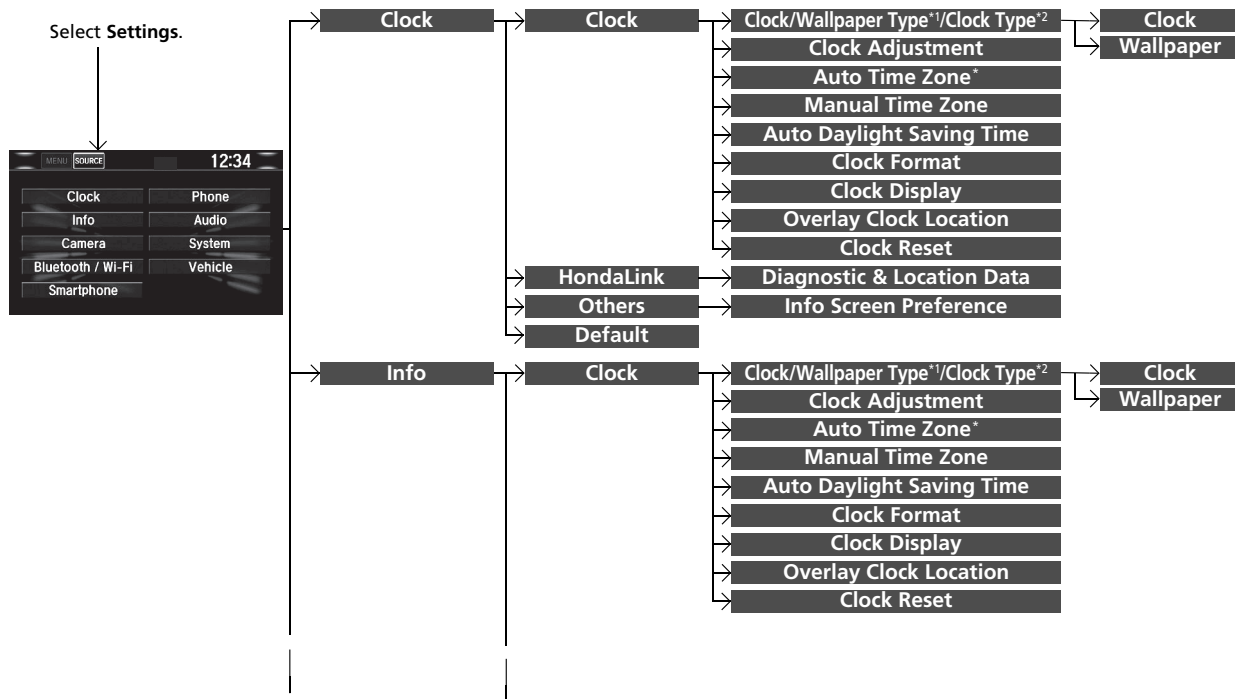 Select Settings.
MENU SOURCE 12:34
Clock Phone
Info Audio
Camera System
Bluetooth / Wi-Fi Vehicle
Smartphone
Clock
Clock
Clock/Wallpaper Type*1/Clock Type*2
Clock
Wallpaper
Clock Adjustment
Auto Time Zone*
Manual Time Zone
Auto Daylight Saving Time
Clock Format
Clock Display
Overlay Clock Location
Clock Reset
HondaLink
Diagnostic & Location Data
Others
Info Screen Preference
Default
Info
Clock
Clock/Wallpaper Type*1/Clock Type*2
Clock
Wallpaper
Clock Adjustment
Auto Time Zone*
Manual Time Zone
Auto Daylight Saving Time
Clock Format
Clock Display
Overlay Clock Location
Clock Reset